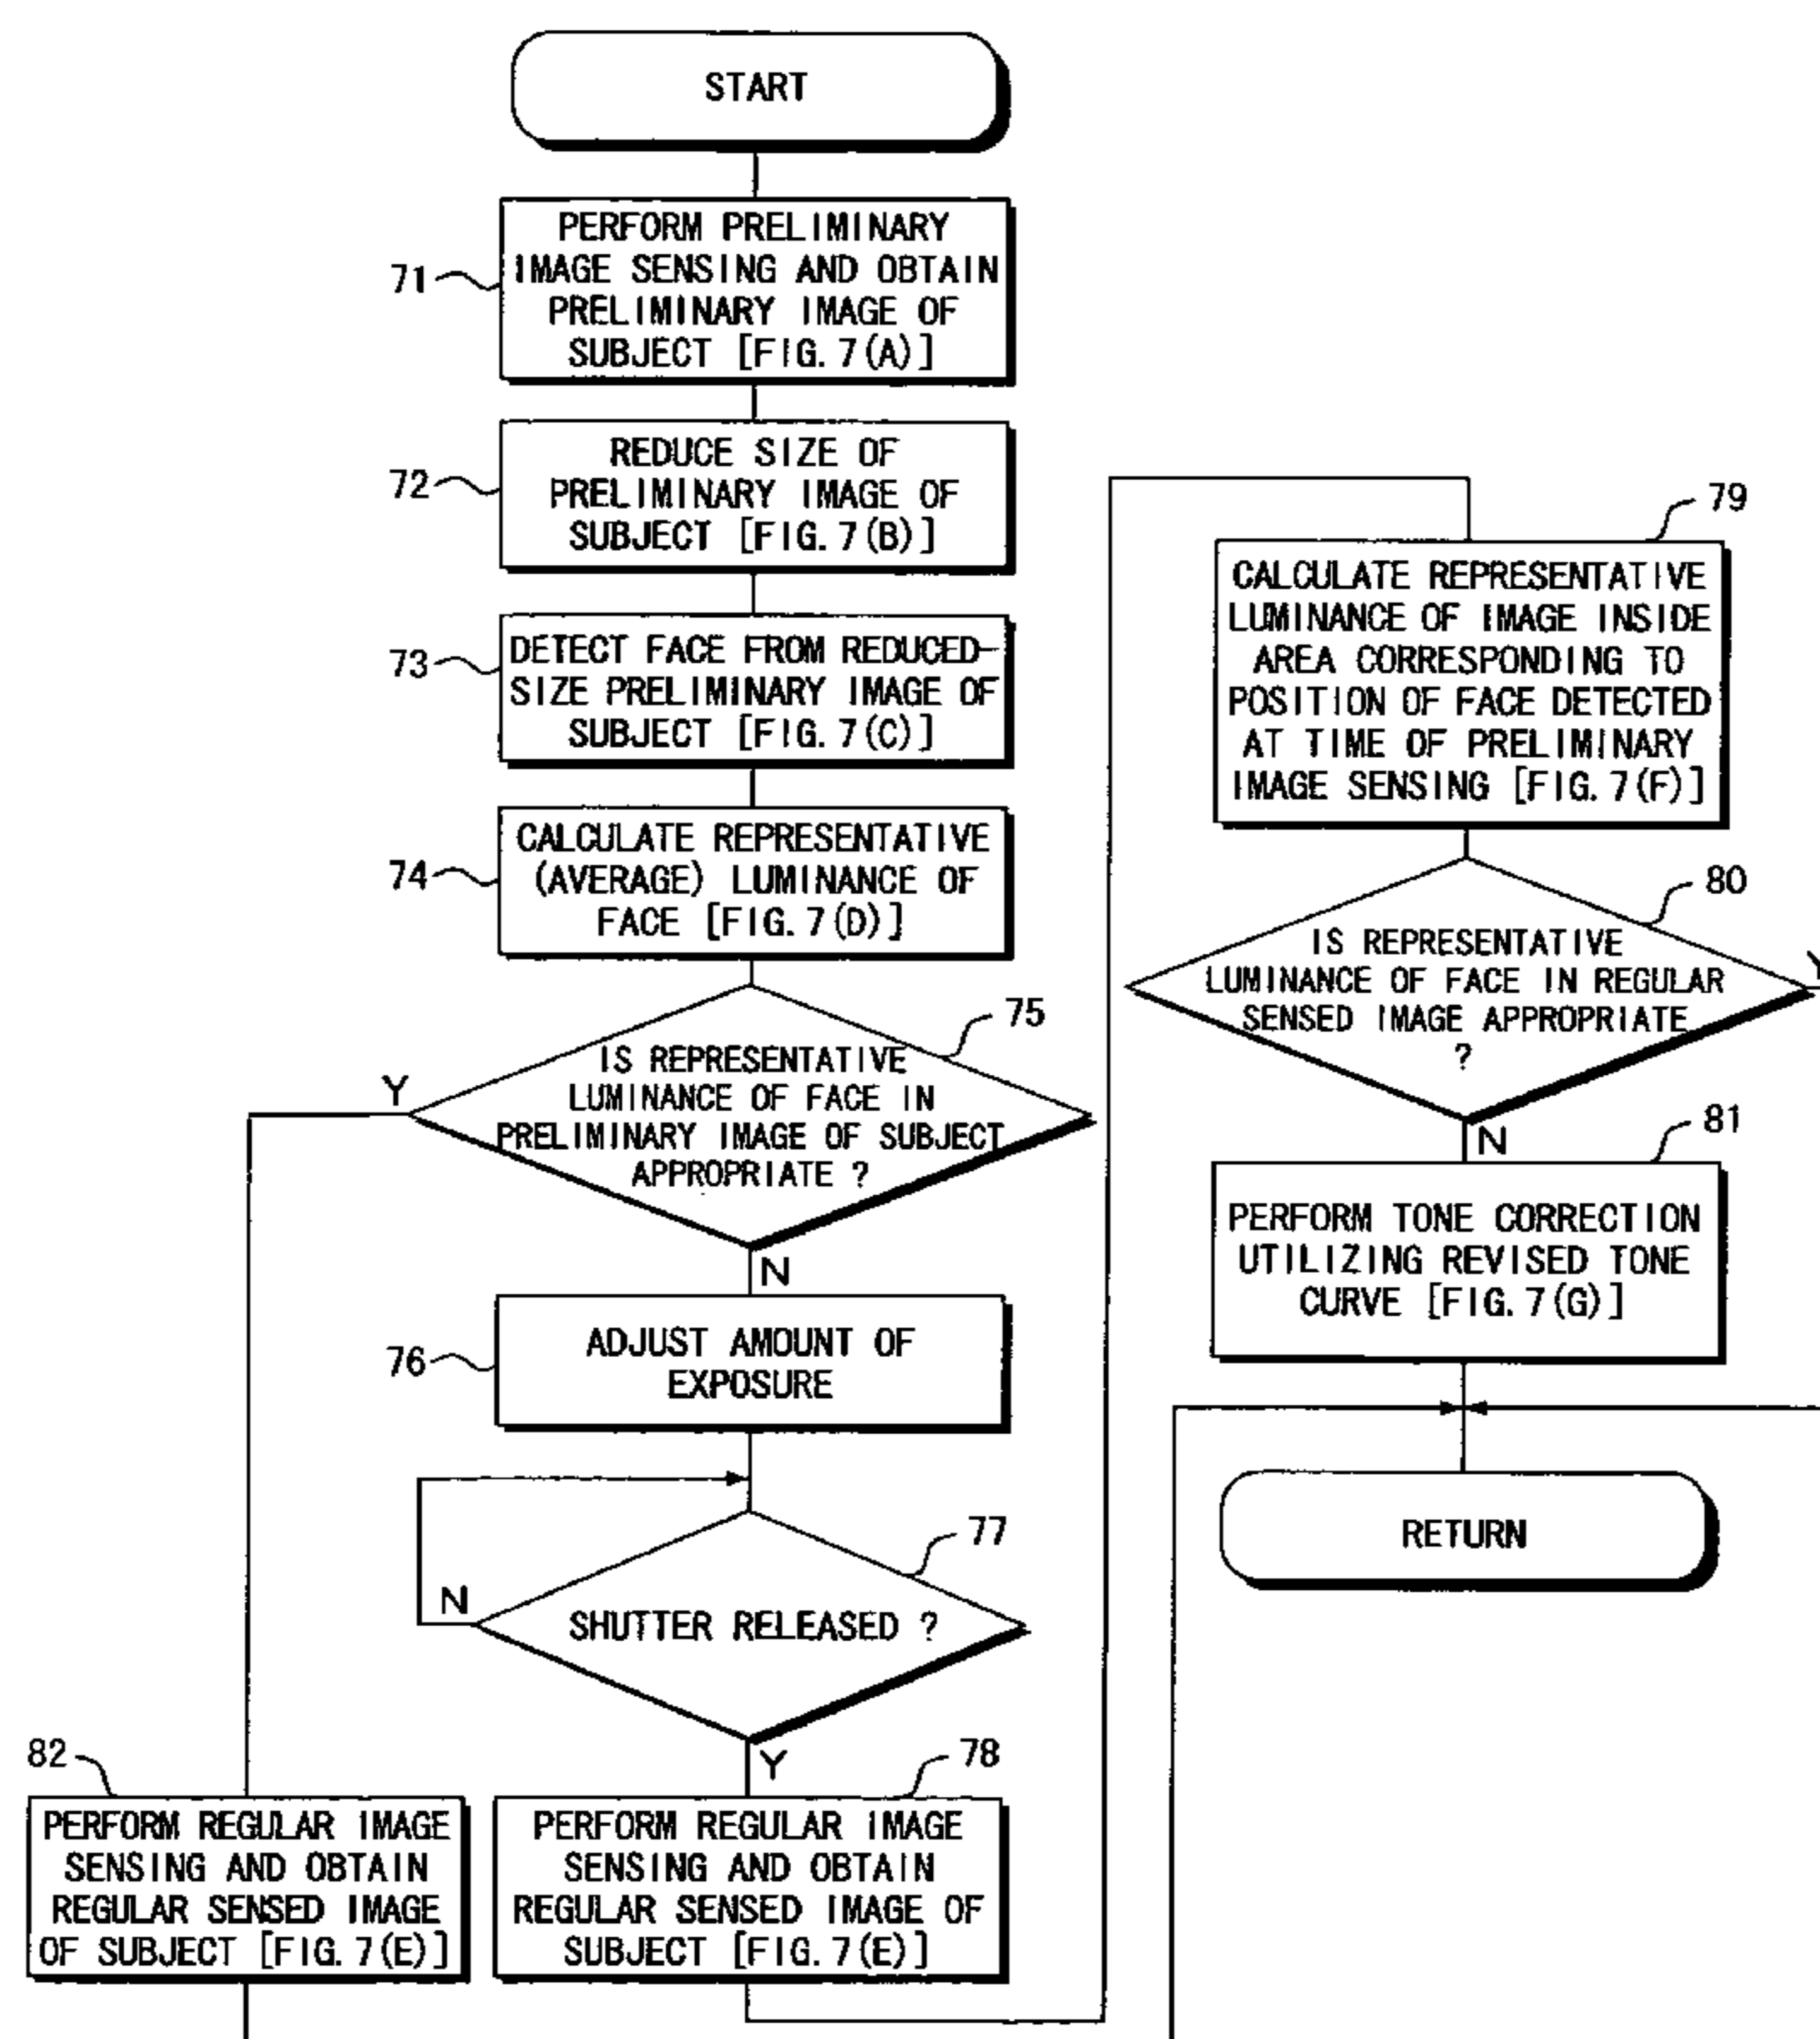 START
71
PERFORM PRELIMINARY
IMAGE SENSING AND OBTAIN
PRELIMINARY IMAGE OF
SUBJECT [FIG. 7(A)]
72
REDUCE SIZE OF
PRELIMINARY IMAGE OF
SUBJECT [FIG. 7(B)]
73
DETECT FACE FROM REDUCED-
SIZE PRELIMINARY IMAGE OF
SUBJECT [FIG. 7(C)]
74
CALCULATE REPRESENTATIVE
(AVERAGE) LUMINANCE OF
FACE [FIG. 7(D)]
75
IS REPRESENTATIVE
LUMINANCE OF FACE IN
PRELIMINARY IMAGE OF SUBJECT
APPROPRIATE ?
Y
N
76
ADJUST AMOUNT OF
EXPOSURE
77
SHUTTER RELEASED ?
N
Y
82
PERFORM REGULAR IMAGE
SENSING AND OBTAIN
REGULAR SENSED IMAGE
OF SUBJECT [FIG. 7(E)]
78
PERFORM REGULAR IMAGE
SENSING AND OBTAIN
REGULAR SENSED IMAGE OF
SUBJECT [FIG. 7(E)]
79
CALCULATE REPRESENTATIVE
LUMINANCE OF IMAGE INSIDE
AREA CORRESPONDING TO
POSITION OF FACE DETECTED
AT TIME OF PRELIMINARY
IMAGE SENSING [FIG. 7(F)]
80
IS REPRESENTATIVE
LUMINANCE OF FACE IN REGULAR
SENSED IMAGE APPROPRIATE
?
Y
N
81
PERFORM TONE CORRECTION
UTILIZING REVISED TONE
CURVE [FIG. 7(G)]
RETURN